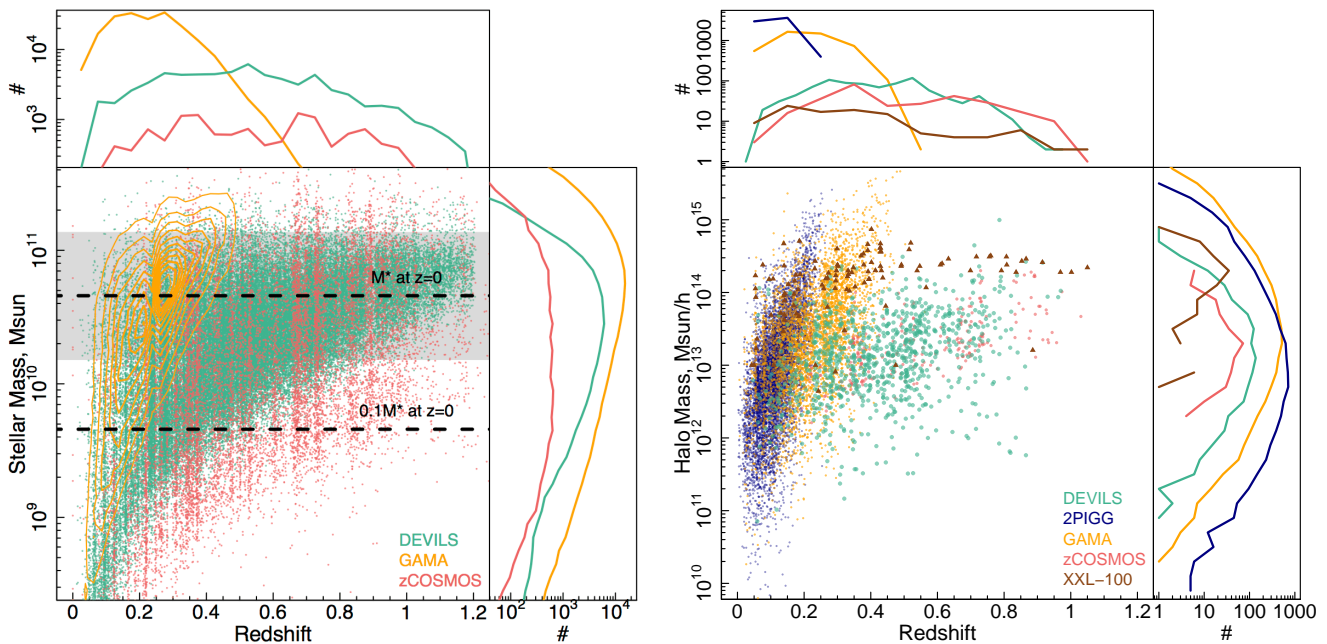 #
10^4
10^3
Stellar Mass, Msun
10^11
10^10
10^9
M* at z=0
0.1M* at z=0
DEVILS
GAMA
zCOSMOS
0 0.2 0.4 0.6 0.8 1 1.2
Redshift
10^2 10^3 10^4
#
#
1000
100
10
1
Halo Mass, Msun/h
10^15
10^14
10^13
10^12
10^11
10^10
DEVILS
2PIGG
GAMA
zCOSMOS
XXL−100
0 0.2 0.4 0.6 0.8 1 1.2
Redshift
1 10 100 1000
#